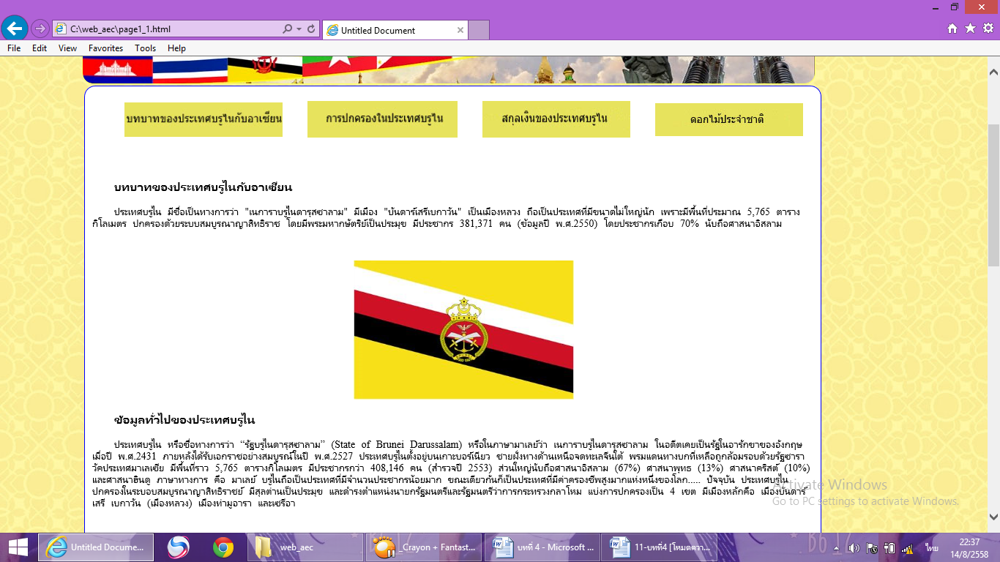 C:\web_aec\page1_1.html
Untitled Document
File Edit View Favorites Tools Help
บทบาทของประเทศบรูไนกับอาเซียน การปกครองในประเทศบรูไน สกุลเงินของประเทศบรูไน ดอกไม้ประจำชาติ
บทบาทของประเทศบรูไนกับอาเซียน
ประเทศบรูไน มีชื่อเป็นทางการว่า "เนการาบรูไนดารุสซาลาม" มีเมือง "บันดาร์เสรีเบกาวัน" เป็นเมืองหลวง ถือเป็นประเทศที่มีขนาดไม่ใหญ่นัก เพราะมีพื้นที่ประมาณ 5,765 ตาราง
กิโลเมตร ปกครองด้วยระบบสมบูรณาญาสิทธิราช โดยมีพระมหากษัตริย์เป็นประมุข มีประชากร 381,371 คน (ข้อมูลปี พ.ศ.2550) โดยประชากรเกือบ 70% นับถือศาสนาอิสลาม
ข้อมูลทั่วไปของประเทศบรูไน
ประเทศบรูไน หรือชื่อทางการว่า “รัฐบรูไนดารุสซาลาม” (State of Brunei Darussalam) หรือในภาษามาเลย์ว่า เนการาบรูไนดารุสซาลาม ในอดีตเคยเป็นรัฐในอารักขาของอังกฤษ
เมื่อปี พ.ศ.2431 ภายหลังได้รับเอกราชอย่างสมบูรณ์ในปี พ.ศ.2527 ประเทศบรูไนตั้งอยู่บนเกาะบอร์เนียว ชายฝั่งทางด้านเหนือจดทะเลจีนใต้ พรมแดนทางบกที่เหลือถูกล้อมรอบด้วยรัฐซารา
วัคประเทศมาเลเซีย มีพื้นที่ราว 5,765 ตารางกิโลเมตร มีประชากรกว่า 408,146 คน (สำรวจปี 2553) ส่วนใหญ่นับถือศาสนาอิสลาม (67%) ศาสนาพุทธ (13%) ศาสนาคริสต์ (10%)
และศาสนาฮินดู ภาษาทางการ คือ มาเลย์ บรูไนถือเป็นประเทศที่มีจำนวนประชากรน้อยมาก ขณะเดียวกันก็เป็นประเทศที่มีค่าครองชีพสูงมากแห่งหนึ่งของโลก..... ปัจจุบัน ประเทศบรูไน
ปกครองในระบอบสมบูรณาญาสิทธิราชย์ มีสุลต่านเป็นประมุข และดำรงตำแหน่งนายกรัฐมนตรีและรัฐมนตรีว่าการกระทรวงกลาโหม แบ่งการปกครองเป็น 4 เขต มีเมืองหลักคือ เมืองบันดาร์
เสรี เบกาวัน (เมืองหลวง) เมืองท่ามูอารา และเซรีอา
Activate Windows
Go to PC settings to activate Windows.
Untitled Docume... web_aec _Crayon + Fantast... บทที่ 4 - Microsoft ... 11-บทที่4 [โหมดควา... ไทย 22:37
14/8/2558